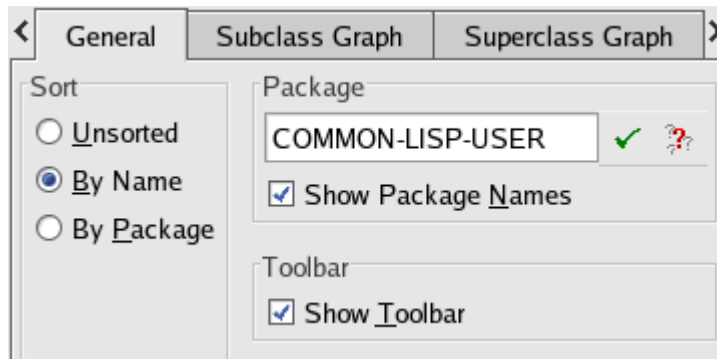 General
Subclass Graph
Superclass Graph
Sort
Unsorted
By Name
By Package
Package
COMMON-LISP-USER
Show Package Names
Toolbar
Show Toolbar